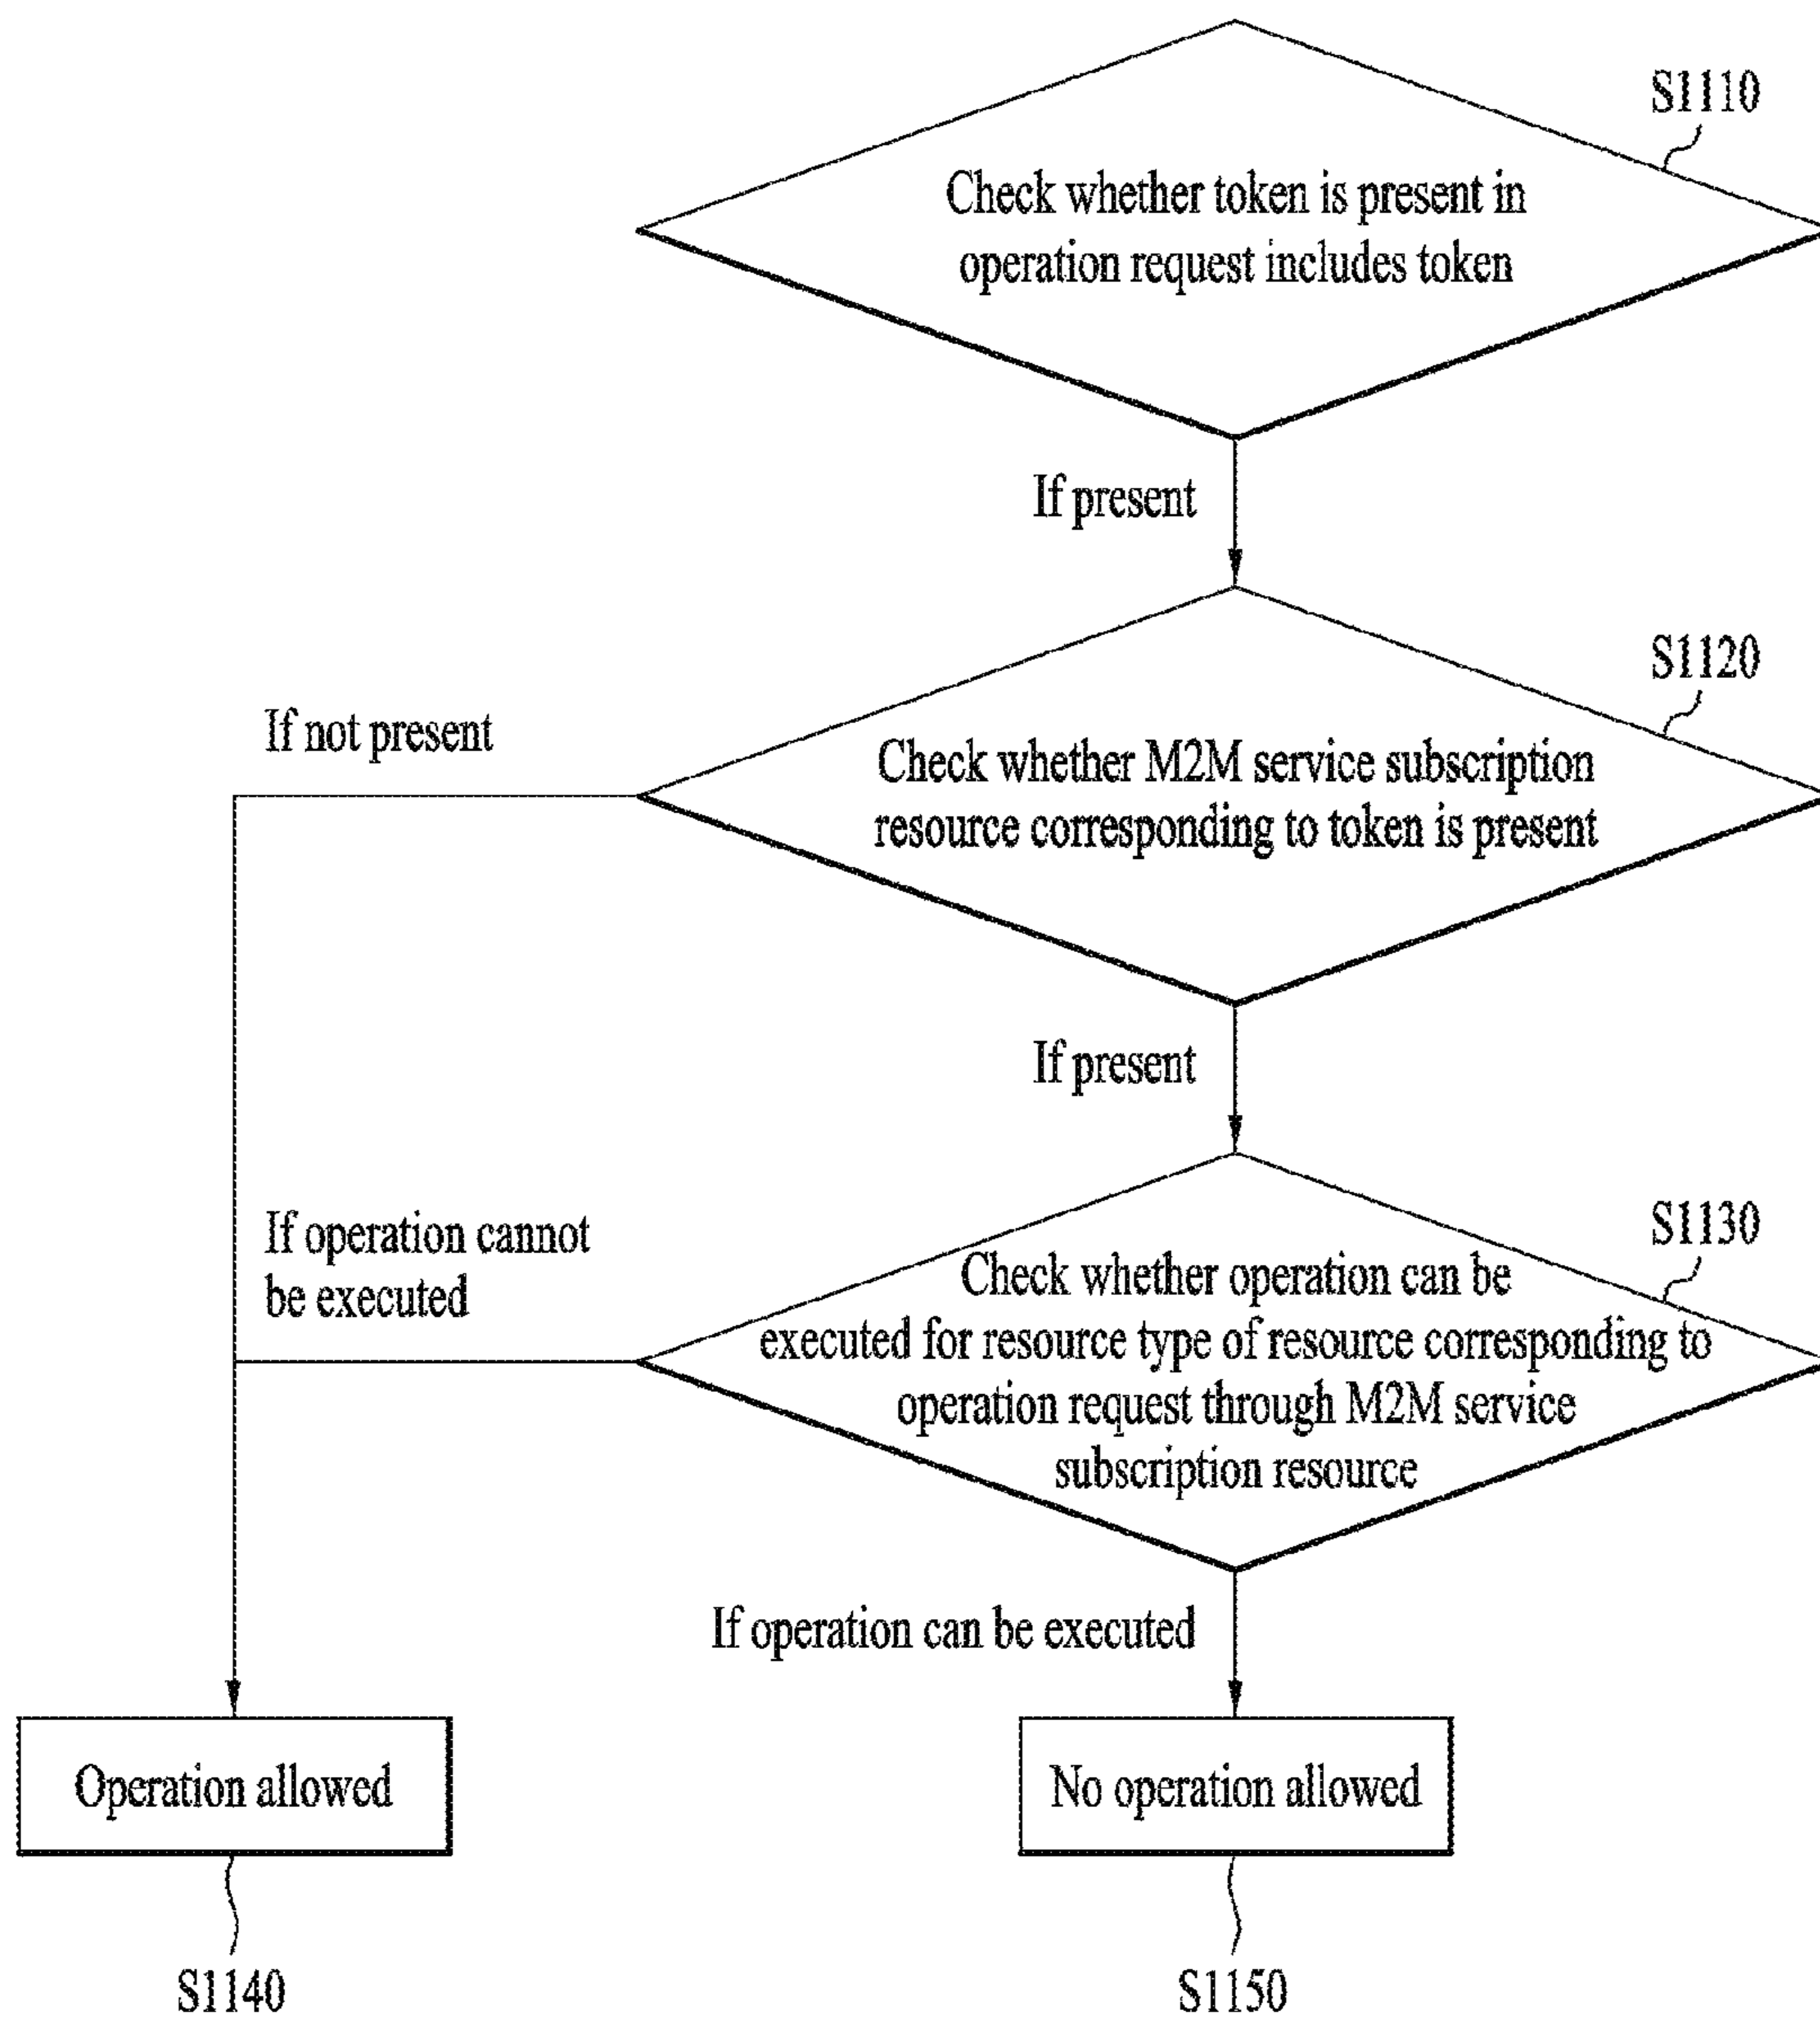 S1110
Check whether token is present in
operation request includes token
If present
S1120
If not present
Check whether M2M service subscription
resource corresponding to token is present
If present
S1130
If operation cannot
be executed
Check whether operation can be
executed for resource type of resource corresponding to
operation request through M2M service
subscription resource
If operation can be executed
Operation allowed
No operation allowed
S1140
S1150